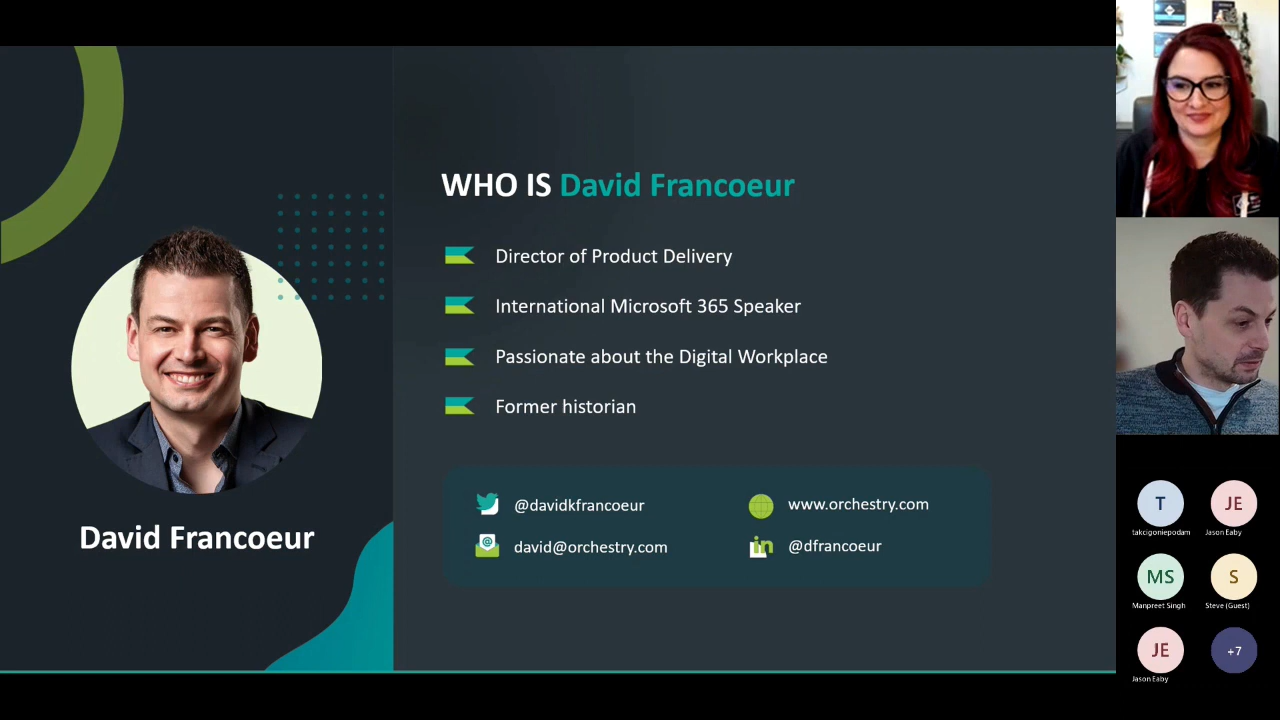 WHO IS David Francoeur
Director of Product Delivery
International Microsoft 365 Speaker
Passionate about the Digital Workplace
Former historian
@davidkfrancoeur
www.orchestry.com
david@orchestry.com
@dfrancoeur
David Francoeur
T
JE
takcigoniepodam
Jason Eaby
MS
S
Manpreet Singh
Steve (Guest)
JE
+7
Jason Eaby